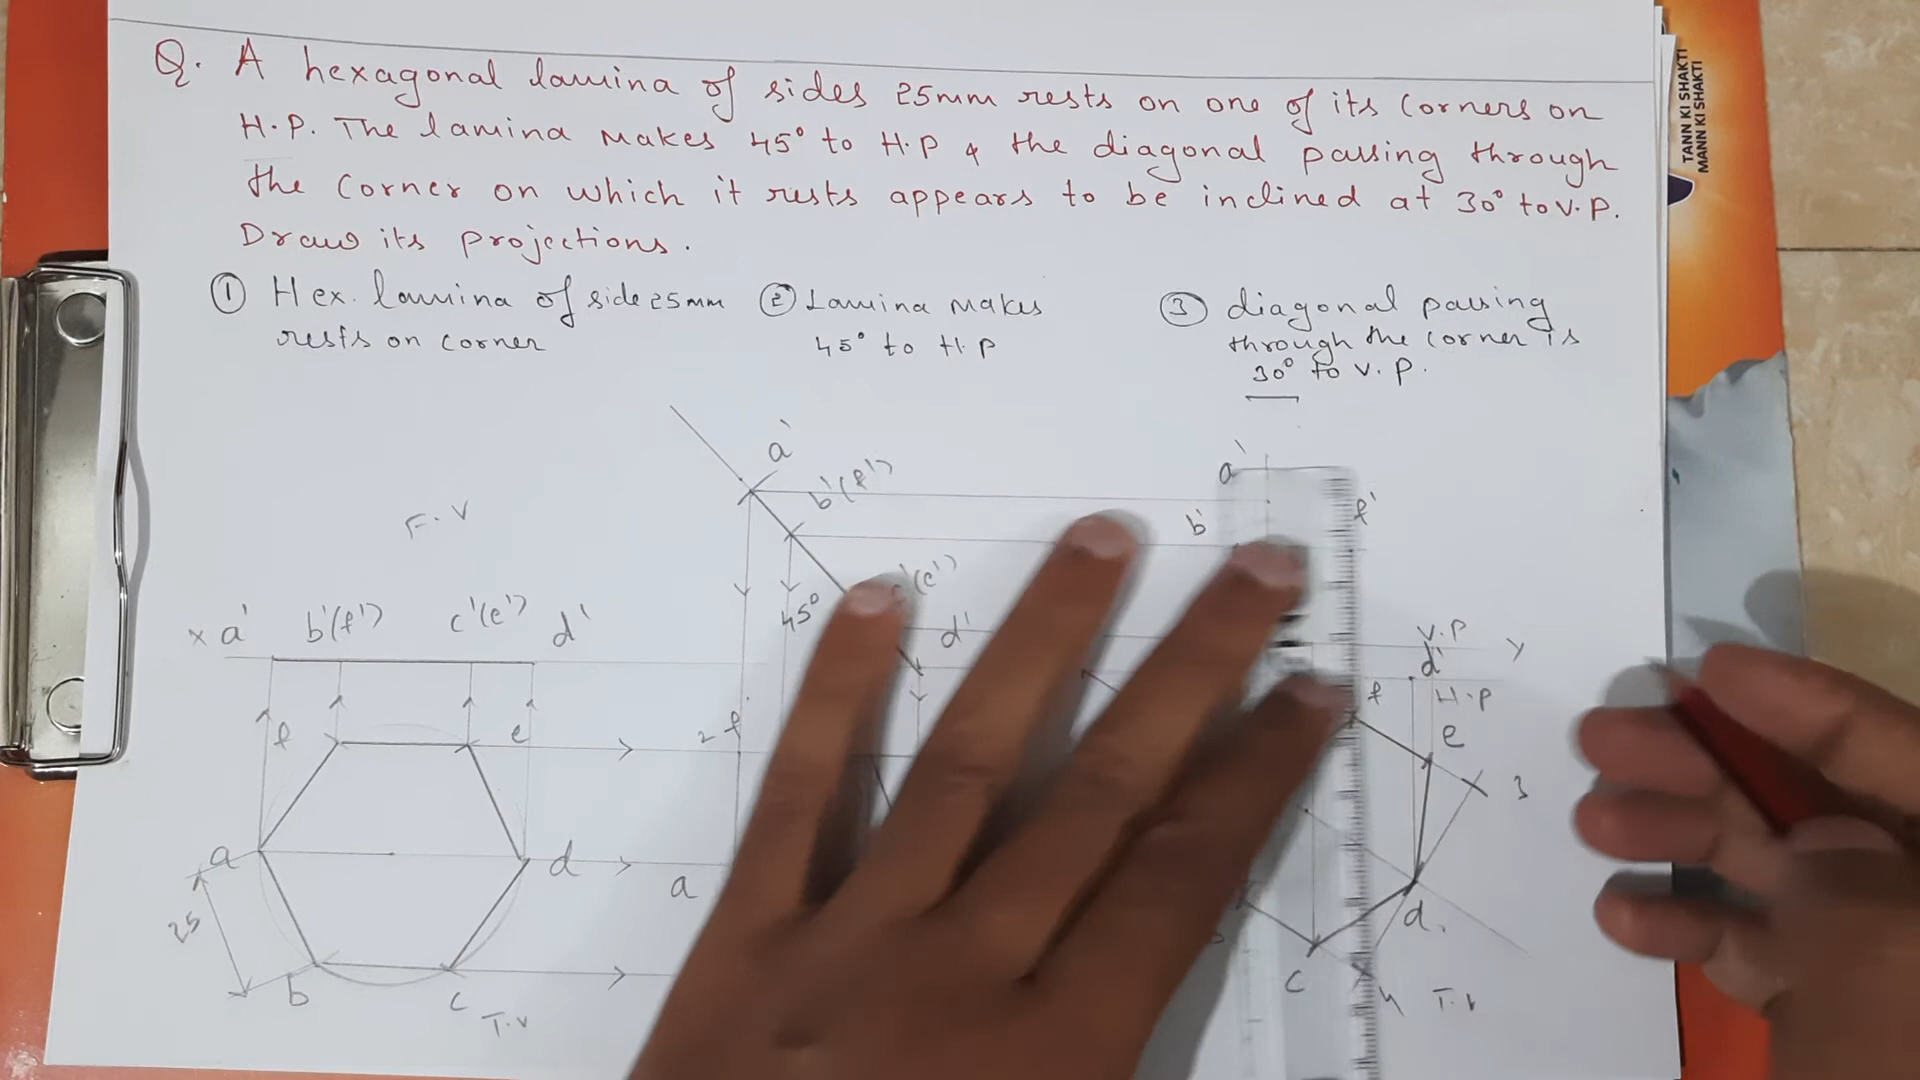 Q. A hexagonal lamina of sides 25mm rests on one of its corners on
H.P. The lamina makes 45° to H.P & the diagonal passing through
the corner on which it rests appears to be inclined at 30° to V.P.
Draw its projections.
① Hex. lamina of side 25mm
rests on corner
② Lamina makes
45° to H.P
③ diagonal passing
through the corner is
30° to V.P.
TANN KI SHAKTI
MANN KI SHAKTI
F.V
x a' b'(f') c'(e') d'
f e
a d
25
b c
T.V
a'
b'(f')
c'(e')
45°
d'
2 f
a
a'
b' f'
V.P
d' y
H.P
f e
3
d.
c
4 T.V